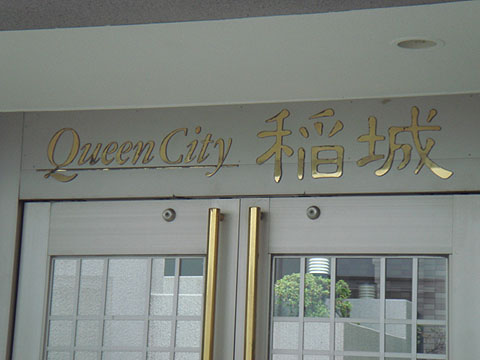 Queen City 稲城